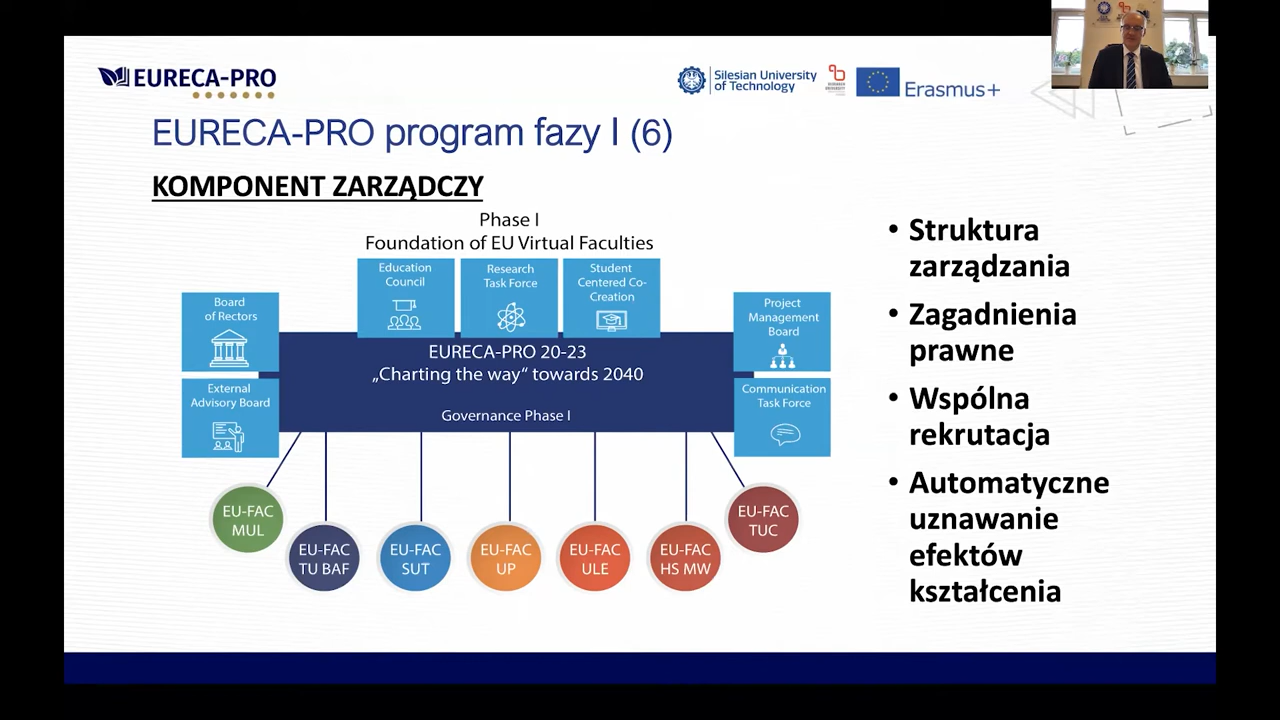 EURECA-PRO
Silesian University
of Technology
Erasmus+
EURECA-PRO program fazy I (6)
KOMPONENT ZARZĄDCZY
Phase I
Foundation of EU Virtual Faculties
Education
Council
Research
Task Force
Student
Centered Co-
Creation
Board
of Rectors
Project
Management
Board
EURECA-PRO 20-23
„Charting the way“ towards 2040
External
Advisory Board
Communication
Task Force
Governance Phase I
EU-FAC
MUL
EU-FAC
TU BAF
EU-FAC
SUT
EU-FAC
UP
EU-FAC
ULE
EU-FAC
HS MW
EU-FAC
TUC
• Struktura
zarządzania
• Zagadnienia
prawne
• Wspólna
rekrutacja
• Automatyczne
uznawanie
efektów
kształcenia